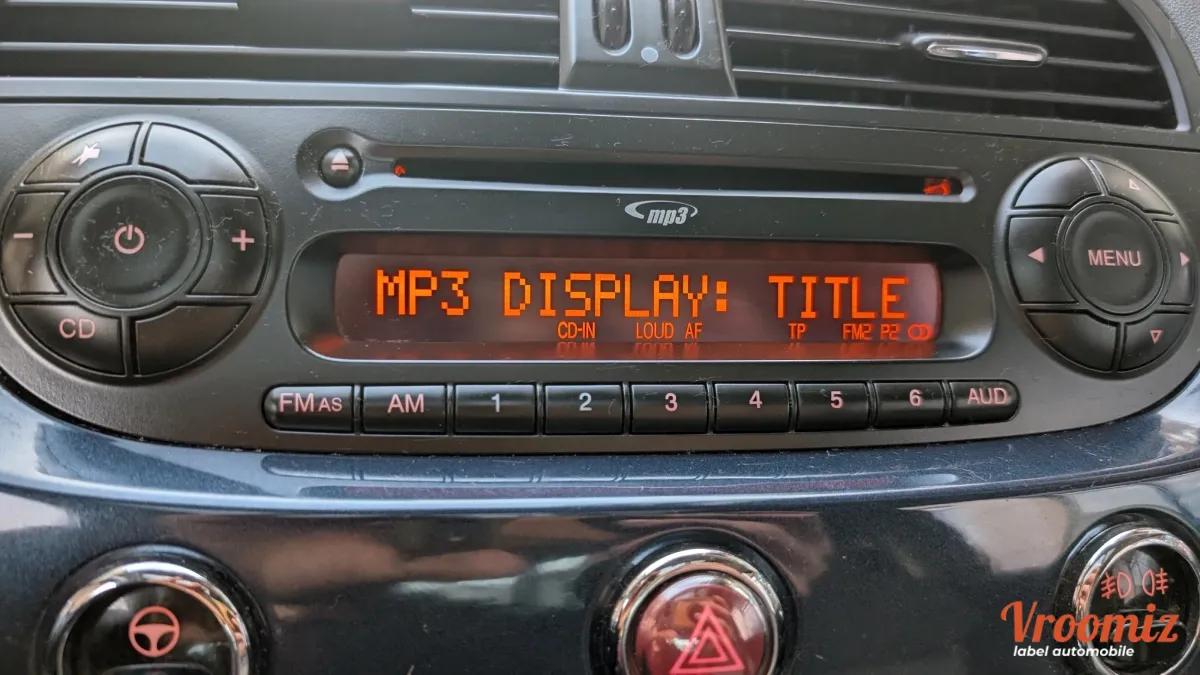 mp3
MENU
MP3 DISPLAY: TITLE
CD-IN LOUD AF TP FM2 P2
CD
FM AS AM 1 2 3 4 5 6 AUD
Vroomiz
label automobile